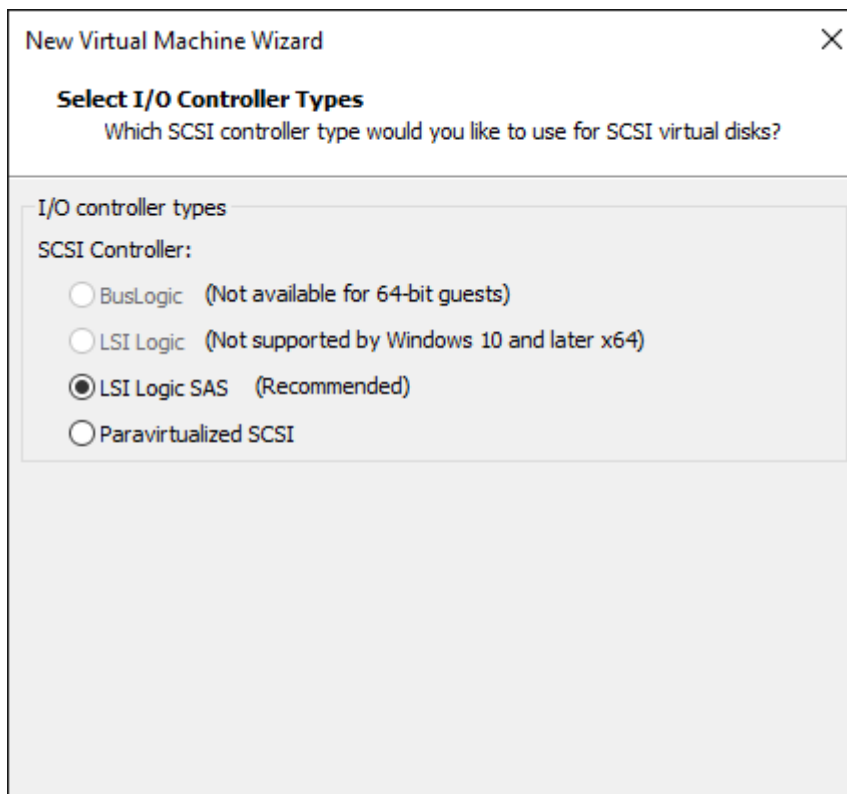 New Virtual Machine Wizard
Select I/O Controller Types
Which SCSI controller type would you like to use for SCSI virtual disks?
I/O controller types
SCSI Controller:
BusLogic (Not available for 64-bit guests)
LSI Logic (Not supported by Windows 10 and later x64)
LSI Logic SAS (Recommended)
Paravirtualized SCSI